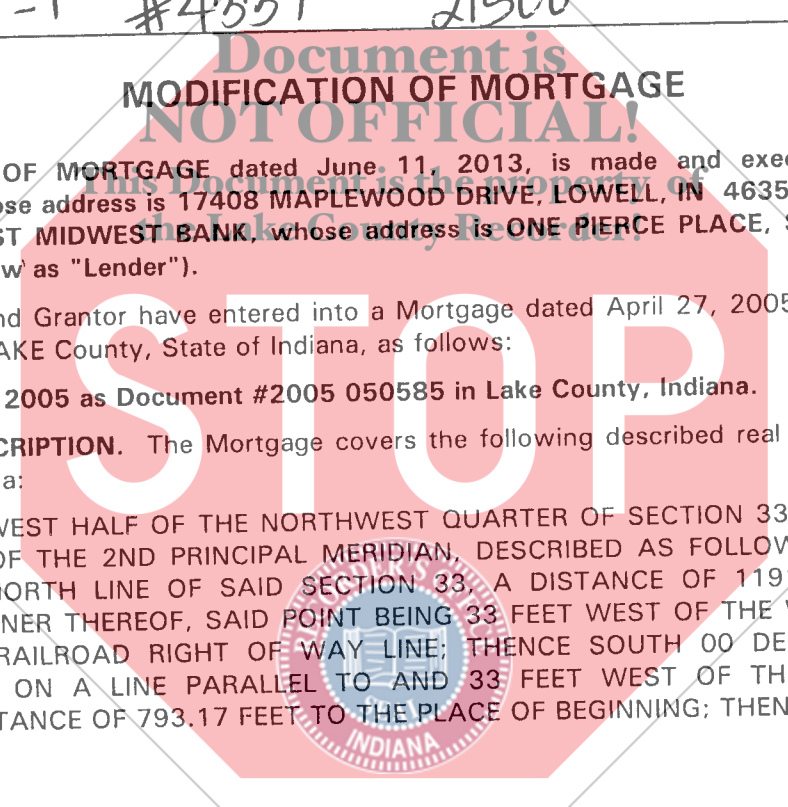 -1 #4551 21500
Document is
MODIFICATION OF MORTGAGE
NOT OFFICIAL!
OF MORTGAGE dated June 11, 2013, is made and exec
This Document is the property of
ose address is 17408 MAPLEWOOD DRIVE, LOWELL, IN 4635
the Lake County Recorder!
ST MIDWEST BANK, whose address is ONE PIERCE PLACE, S
w as "Lender").
nd Grantor have entered into a Mortgage dated April 27, 2005
AKE County, State of Indiana, as follows:
STOP
2005 as Document #2005 050585 in Lake County, Indiana.
CRIPTION. The Mortgage covers the following described real
a:
WEST HALF OF THE NORTHWEST QUARTER OF SECTION 33
OF THE 2ND PRINCIPAL MERIDIAN, DESCRIBED AS FOLLOW
ORTH LINE OF SAID SECTION 33, A DISTANCE OF 119
NER THEREOF, SAID POINT BEING 33 FEET WEST OF THE W
RAILROAD RIGHT OF WAY LINE; THENCE SOUTH 00 DE
ON A LINE PARALLEL TO AND 33 FEET WEST OF TH
TANCE OF 793.17 FEET TO THE PLACE OF BEGINNING; THEN
INDIANA